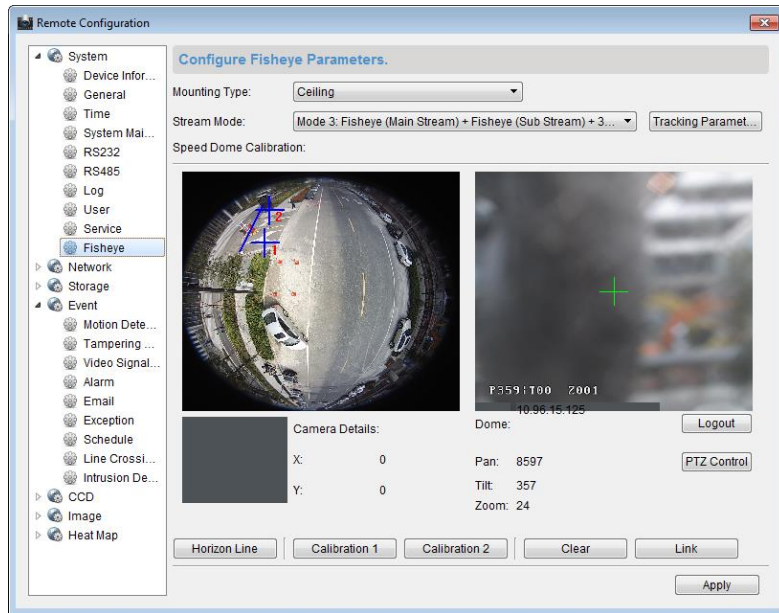 Remote Configuration
System
Device Infor...
General
Time
System Mai...
RS232
RS485
Log
User
Service
Fisheye
Network
Storage
Event
Motion Dete...
Tampering ...
Video Signal...
Alarm
Email
Exception
Schedule
Line Crossi...
Intrusion De...
CCD
Image
Heat Map
Configure Fisheye Parameters.
Mounting Type:
Ceiling
Stream Mode:
Mode 3: Fisheye (Main Stream) + Fisheye (Sub Stream) + 3...
Tracking Paramet...
Speed Dome Calibration:
2
1
P359:T00 Z001
10.96.15.125
Camera Details:
X: 0
Y: 0
Dome:
Logout
Pan: 8597
PTZ Control
Tilt: 357
Zoom: 24
Horizon Line
Calibration 1
Calibration 2
Clear
Link
Apply